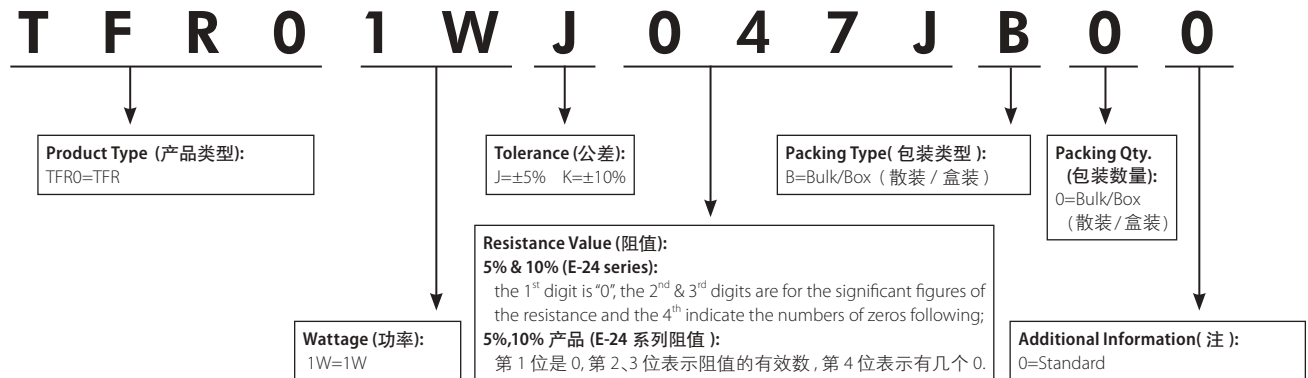 T F R 0 1 W J 0 4 7 J B 0 0
Product Type (产品类型):
TFR0=TFR
Tolerance (公差):
J=±5% K=±10%
Packing Type( 包装类型 ):
B=Bulk/Box ( 散装 / 盒装 )
Packing Qty.
(包装数量):
0=Bulk/Box
(散装/盒装)
Resistance Value (阻值):
5% & 10% (E-24 series):
the 1st digit is “0”, the 2nd & 3rd digits are for the significant figures of
the resistance and the 4th indicate the numbers of zeros following;
5%,10% 产品 (E-24 系列阻值 ):
第 1 位是 0, 第 2、3 位表示阻值的有效数 , 第 4 位表示有几个 0.
Wattage (功率):
1W=1W
Additional Information( 注 ):
0=Standard